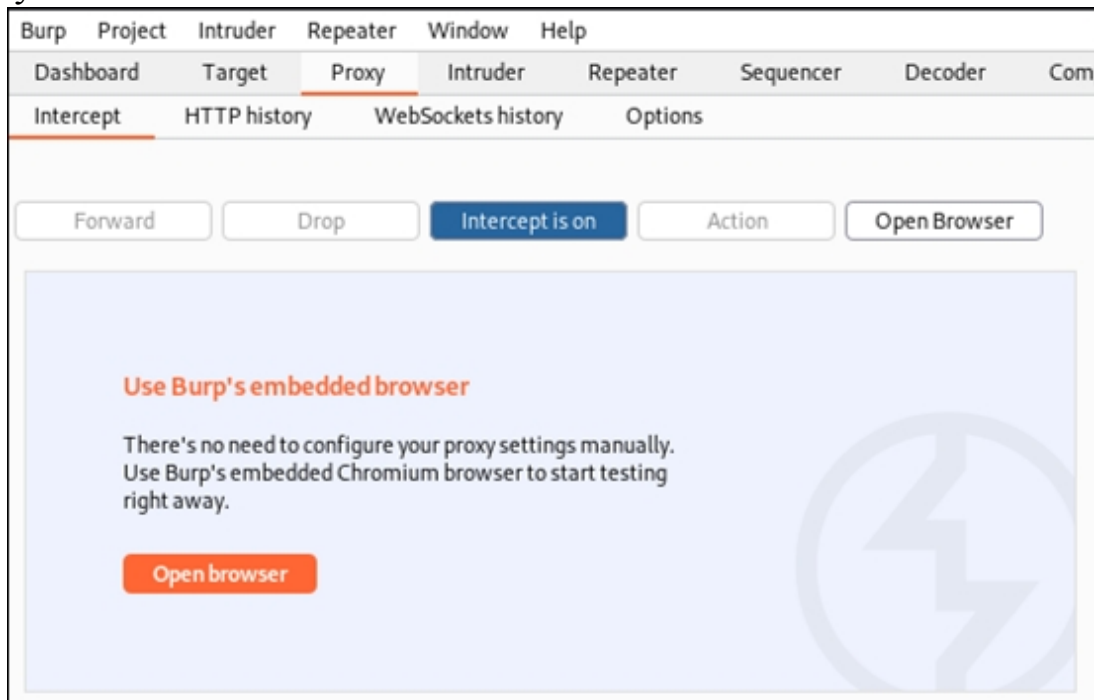 Burp Project Intruder Repeater Window Help
Dashboard Target Proxy Intruder Repeater Sequencer Decoder Com
Intercept HTTP history WebSockets history Options
Forward Drop Intercept is on Action Open Browser
Use Burp's embedded browser
There's no need to configure your proxy settings manually.
Use Burp's embedded Chromium browser to start testing
right away.
Open browser